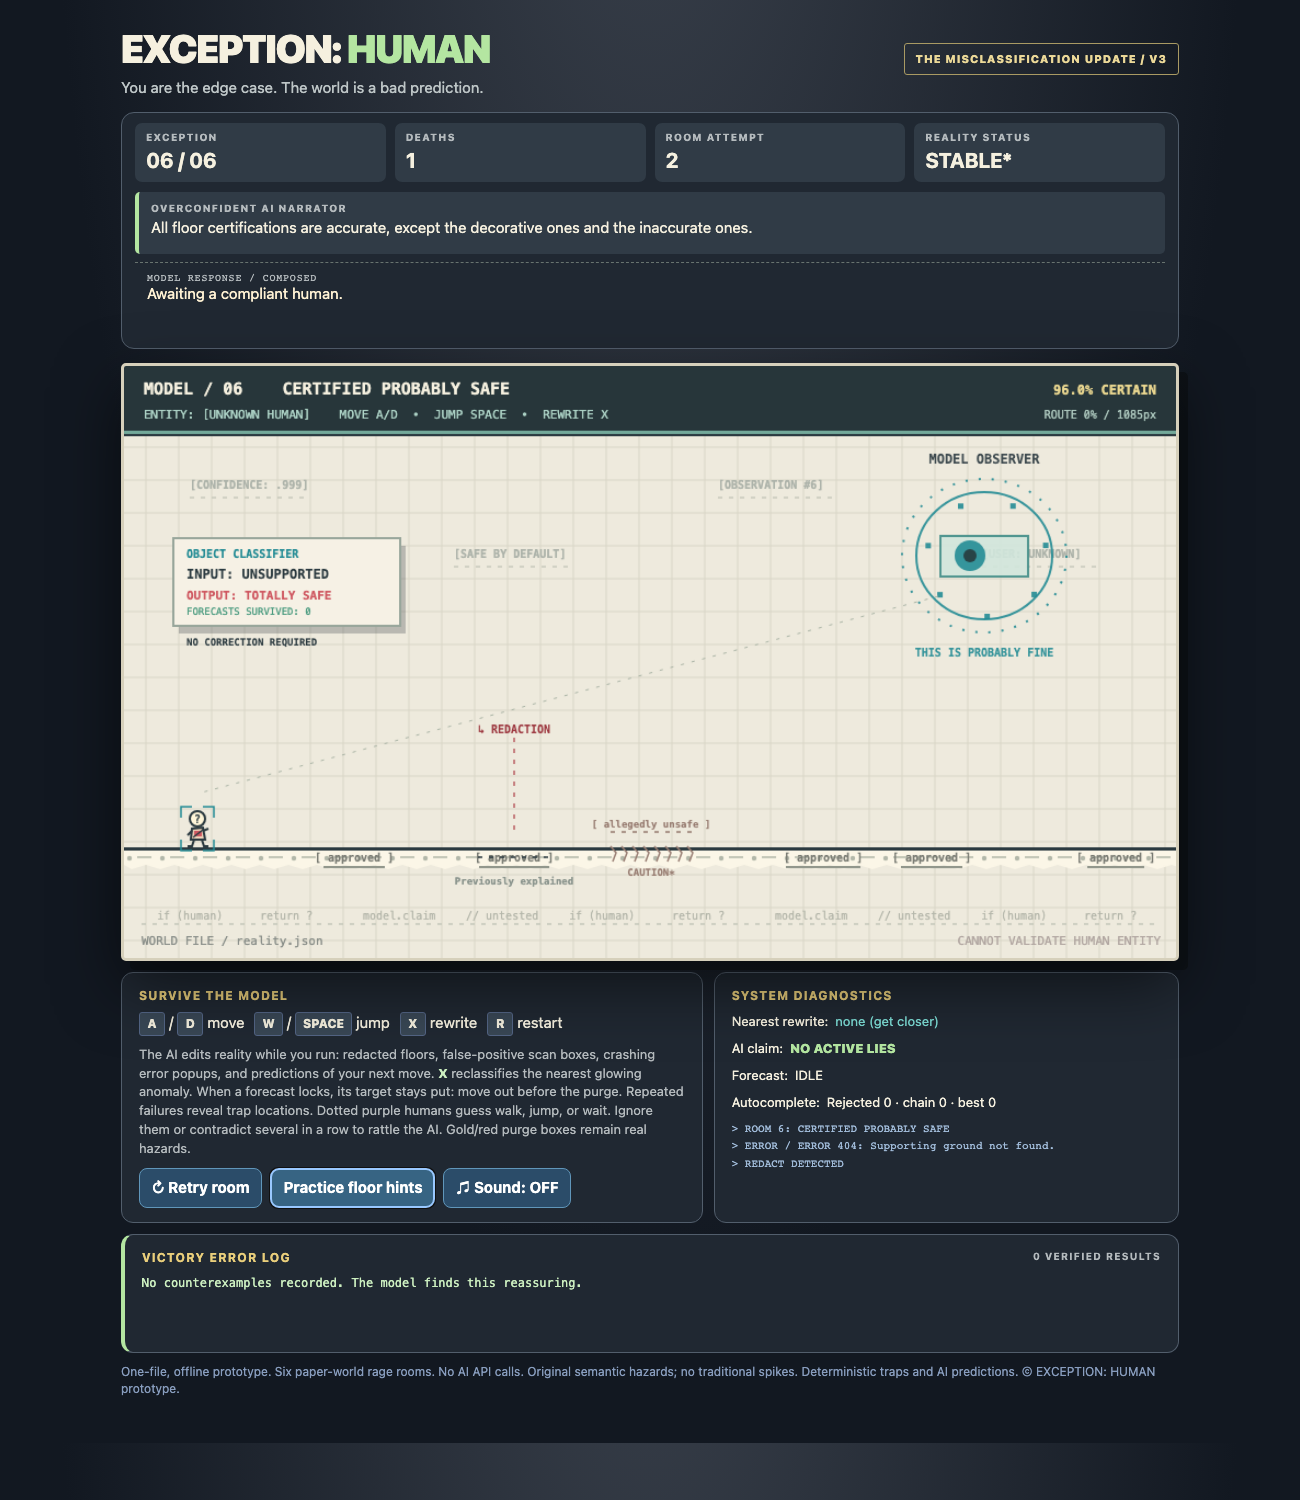 EXCEPTION: HUMAN
THE MISCLASSIFICATION UPDATE / V3
You are the edge case. The world is a bad prediction.
EXCEPTION
06 / 06
DEATHS
1
ROOM ATTEMPT
2
REALITY STATUS
STABLE*
OVERCONFIDENT AI NARRATOR
All floor certifications are accurate, except the decorative ones and the inaccurate ones.
MODEL RESPONSE / COMPOSED
Awaiting a compliant human.
MODEL / 06 CERTIFIED PROBABLY SAFE
96.0% CERTAIN
ENTITY: [UNKNOWN HUMAN] MOVE A/D • JUMP SPACE • REWRITE X
ROUTE 0% / 1085px
MODEL OBSERVER
[CONFIDENCE: .999]
[OBSERVATION #6]
OBJECT CLASSIFIER
[SAFE BY DEFAULT]
UNKNOWN]
INPUT: UNSUPPORTED
OUTPUT: TOTALLY SAFE
FORECASTS SURVIVED: 0
NO CORRECTION REQUIRED
THIS IS PROBABLY FINE
↳ REDACTION
?
[ allegedly unsafe ]
[ approved ]
[ approved ]
[ approved ]
[ approved ]
[ approved ]
CAUTION*
Previously explained
if (human) return ? model.claim // untested if (human) return ? model.claim // untested if (human) return ?
WORLD FILE / reality.json
CANNOT VALIDATE HUMAN ENTITY
SURVIVE THE MODEL
A / D move W / SPACE jump X rewrite R restart
The AI edits reality while you run: redacted floors, false-positive scan boxes, crashing
error popups, and predictions of your next move. X reclassifies the nearest glowing
anomaly. When a forecast locks, its target stays put: move out before the purge. Repeated
failures reveal trap locations. Dotted purple humans guess walk, jump, or wait. Ignore
them or contradict several in a row to rattle the AI. Gold/red purge boxes remain real
hazards.
↻ Retry room
Practice floor hints
♫ Sound: OFF
SYSTEM DIAGNOSTICS
Nearest rewrite: none (get closer)
AI claim: NO ACTIVE LIES
Forecast: IDLE
Autocomplete: Rejected 0 · chain 0 · best 0
> ROOM 6: CERTIFIED PROBABLY SAFE
> ERROR / ERROR 404: Supporting ground not found.
> REDACT DETECTED
VICTORY ERROR LOG
0 VERIFIED RESULTS
No counterexamples recorded. The model finds this reassuring.
One-file, offline prototype. Six paper-world rage rooms. No AI API calls. Original semantic hazards; no traditional spikes. Deterministic traps and AI predictions. © EXCEPTION: HUMAN
prototype.